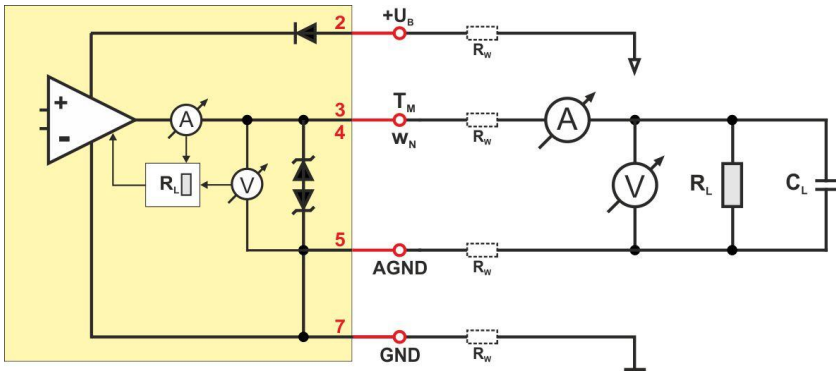 2 +U_B R_W
+
-
A
3 T_M R_W A
4 w_N
R_L V
V R_L C_L
5 AGND R_W
7 GND R_W